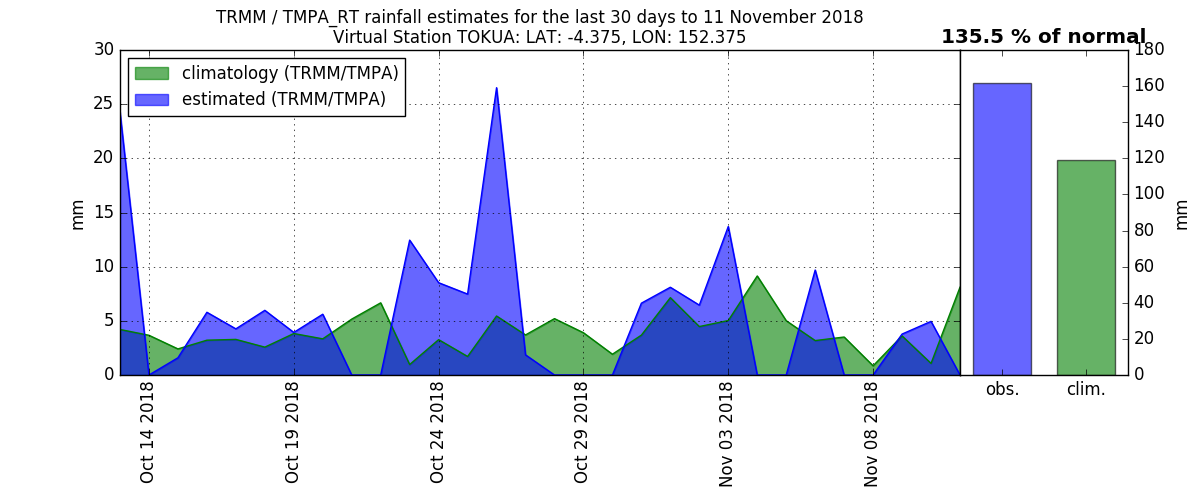 TRMM / TMPA_RT rainfall estimates for the last 30 days to 11 November 2018
Virtual Station TOKUA: LAT: -4.375, LON: 152.375
135.5 % of normal
climatology (TRMM/TMPA)
estimated (TRMM/TMPA)
mm
30
25
20
15
10
5
0
Oct 14 2018
Oct 19 2018
Oct 24 2018
Oct 29 2018
Nov 03 2018
Nov 08 2018
obs.
clim.
180
160
140
120
100
80
60
40
20
0
mm